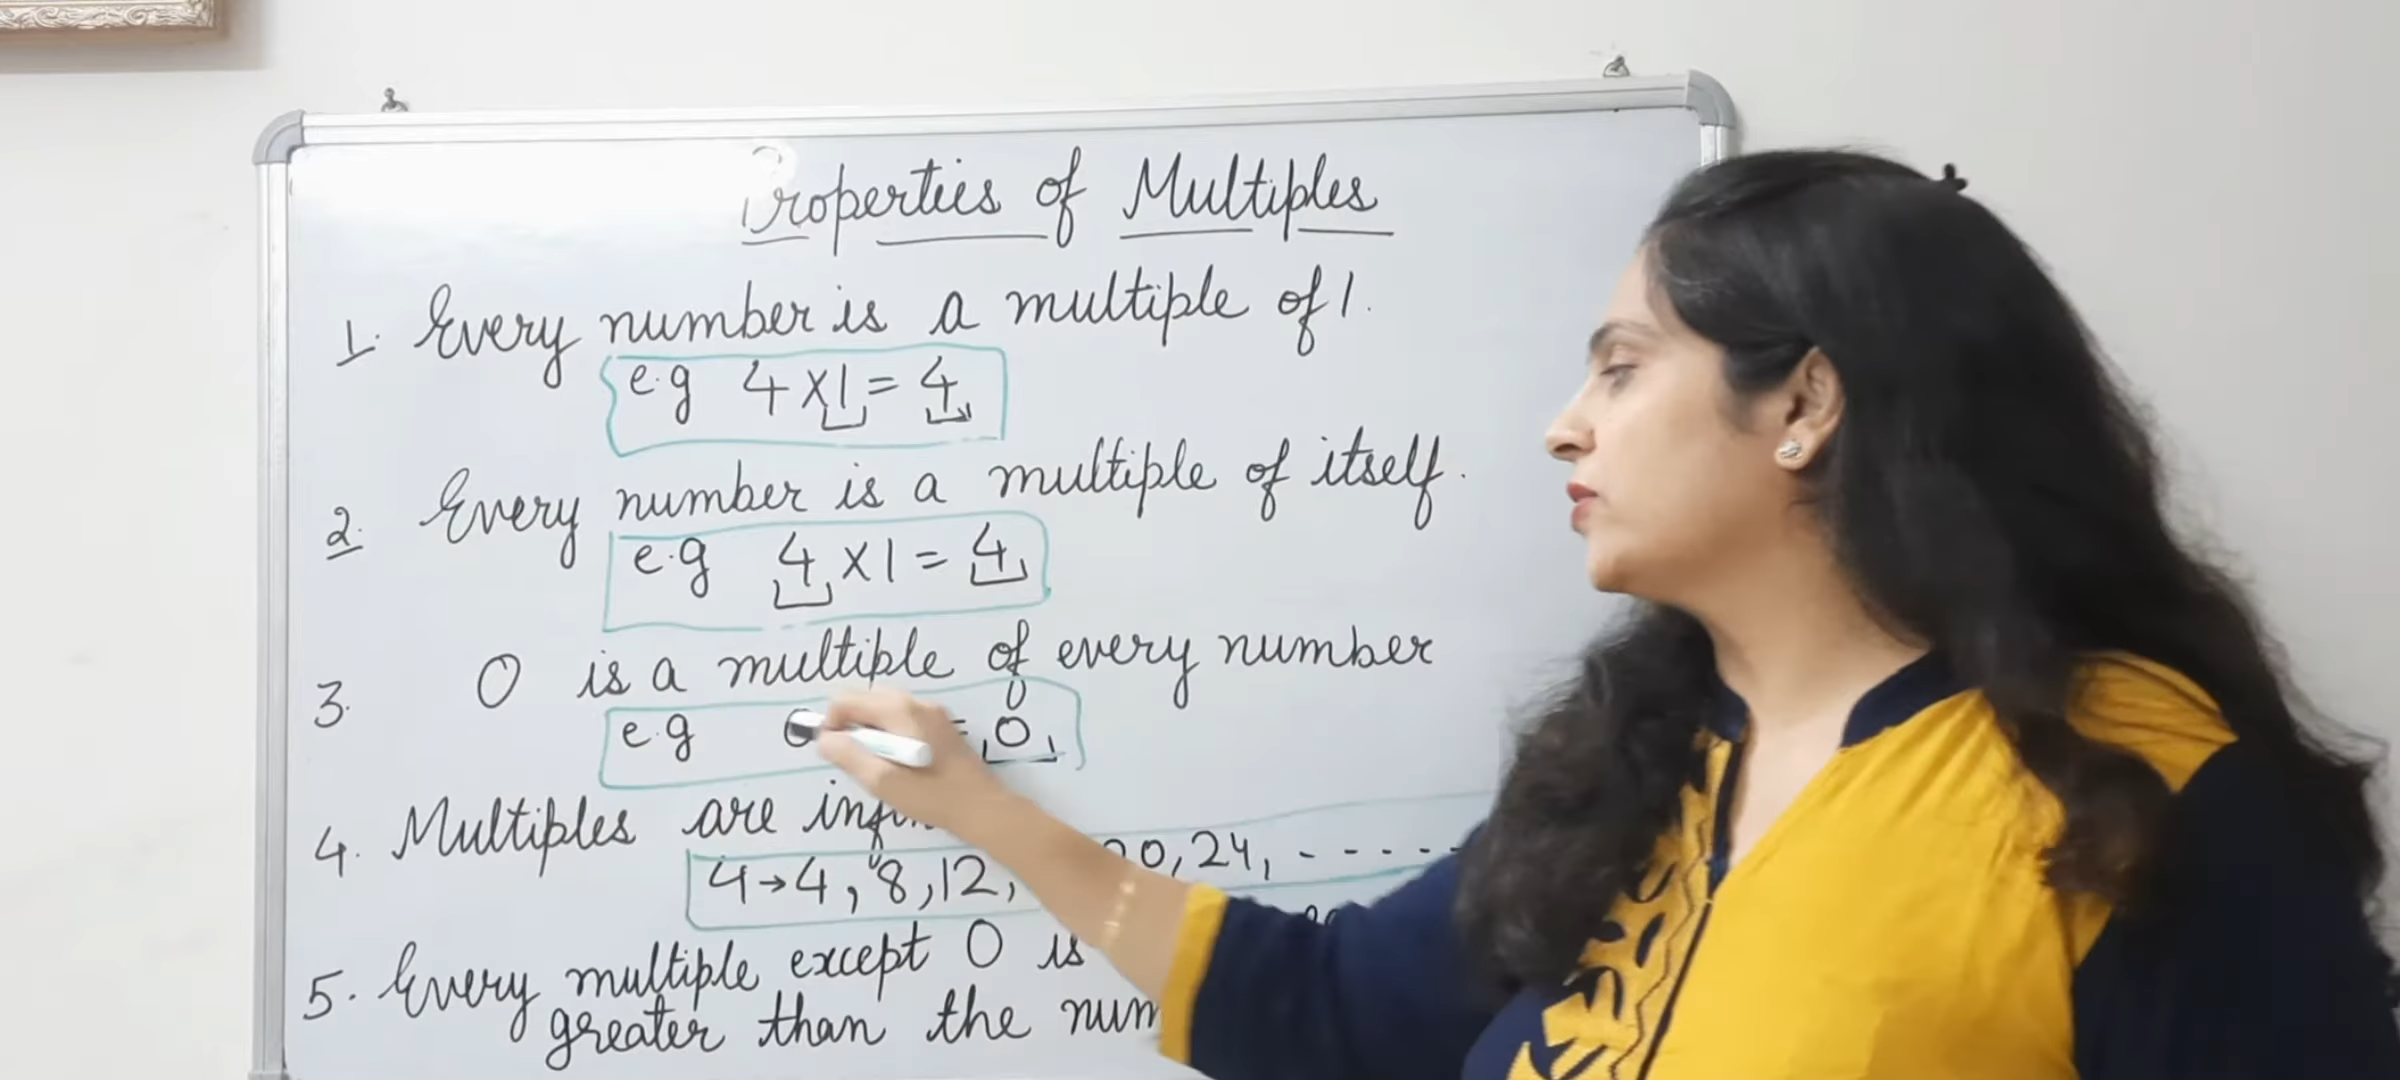 Properties of Multiples
1. Every number is a multiple of 1.
e.g 4 X 1 = 4
2. Every number is a multiple of itself.
e.g 4 X 1 = 4
3. 0 is a multiple of every number
e.g 0 = 0
4. Multiples are
4 → 4, 8, 12, 20, 24, - - - - -
5. Every multiple except 0 is
greater than the